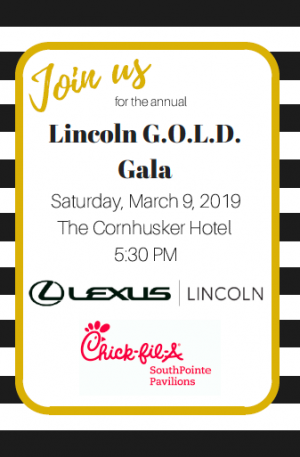 Join us
for the annual
Lincoln G.O.L.D.
Gala
Saturday, March 9, 2019
The Cornhusker Hotel
5:30 PM
LEXUS | LINCOLN
Chick-fil-A
SouthPointe
Pavilions